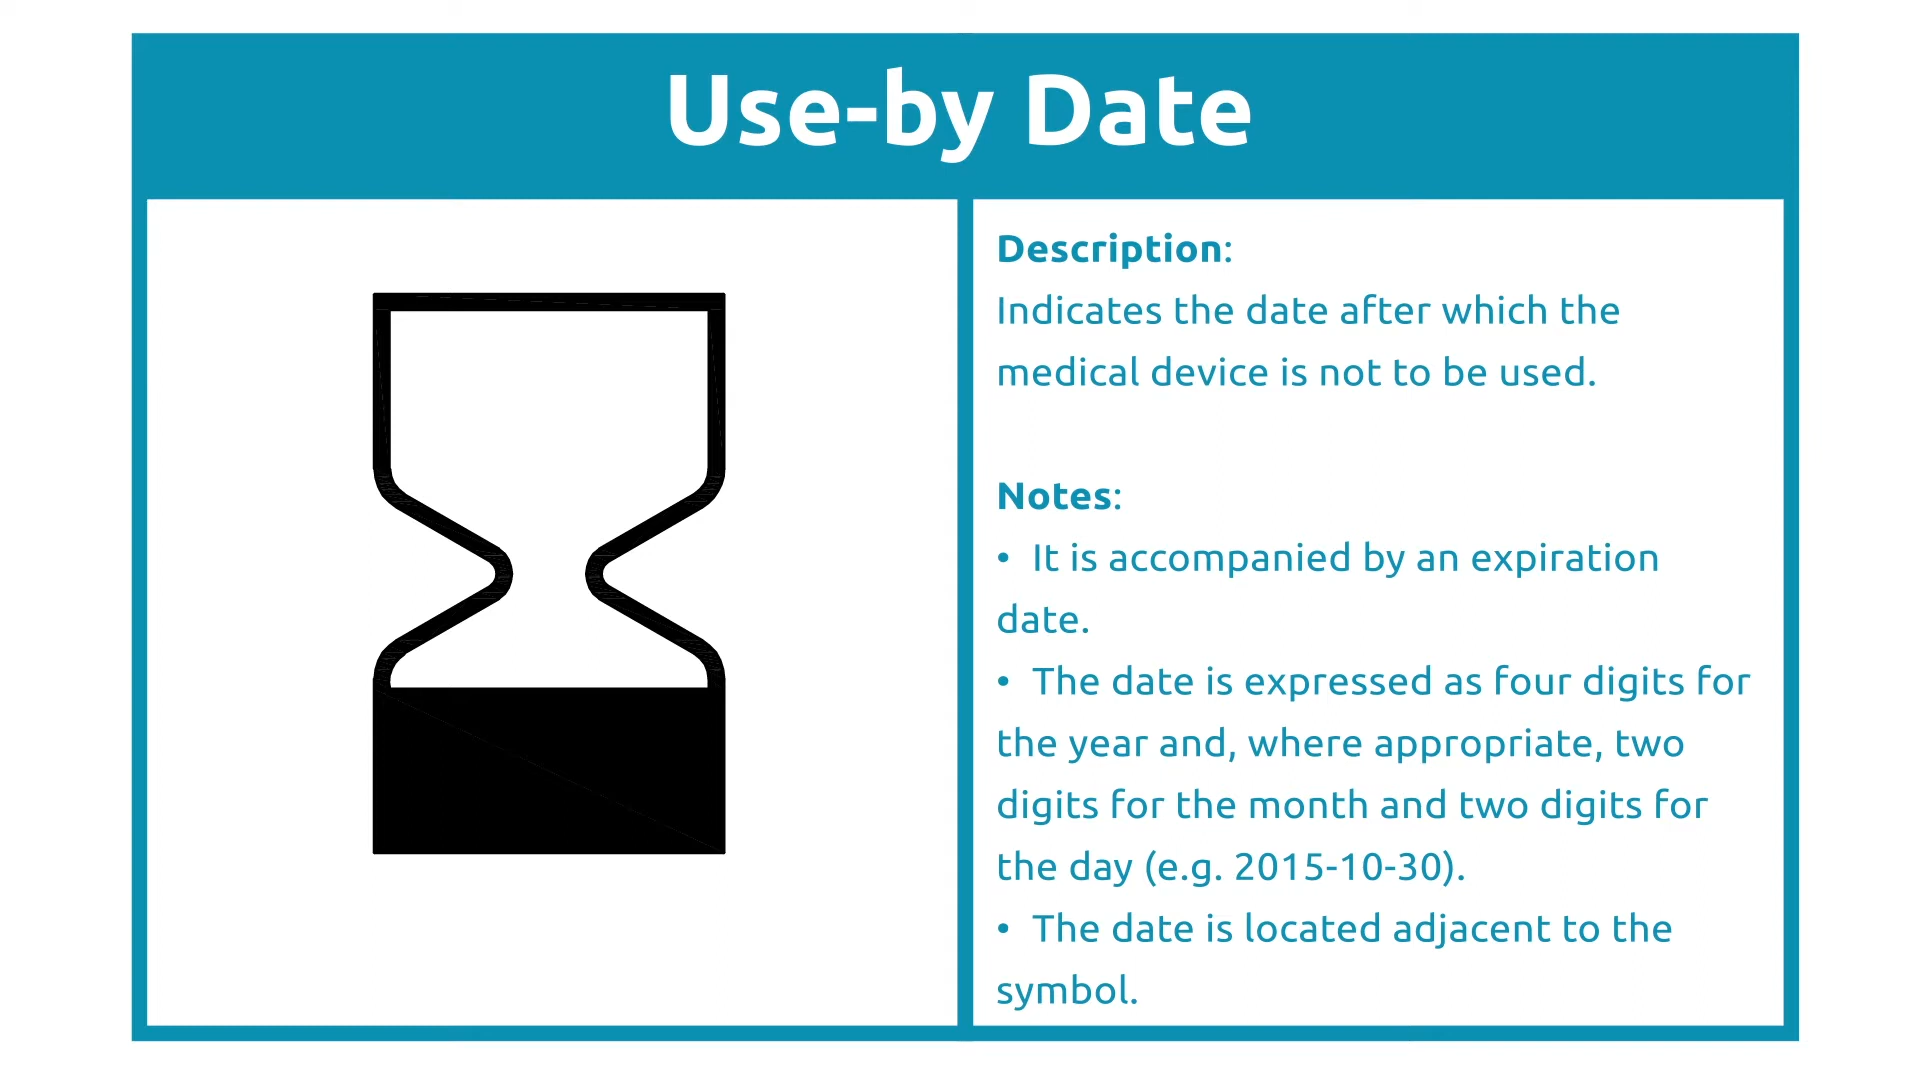 Use-by Date
Description:
Indicates the date after which the
medical device is not to be used.
Notes:
• It is accompanied by an expiration
date.
• The date is expressed as four digits for
the year and, where appropriate, two
digits for the month and two digits for
the day (e.g. 2015-10-30).
• The date is located adjacent to the
symbol.